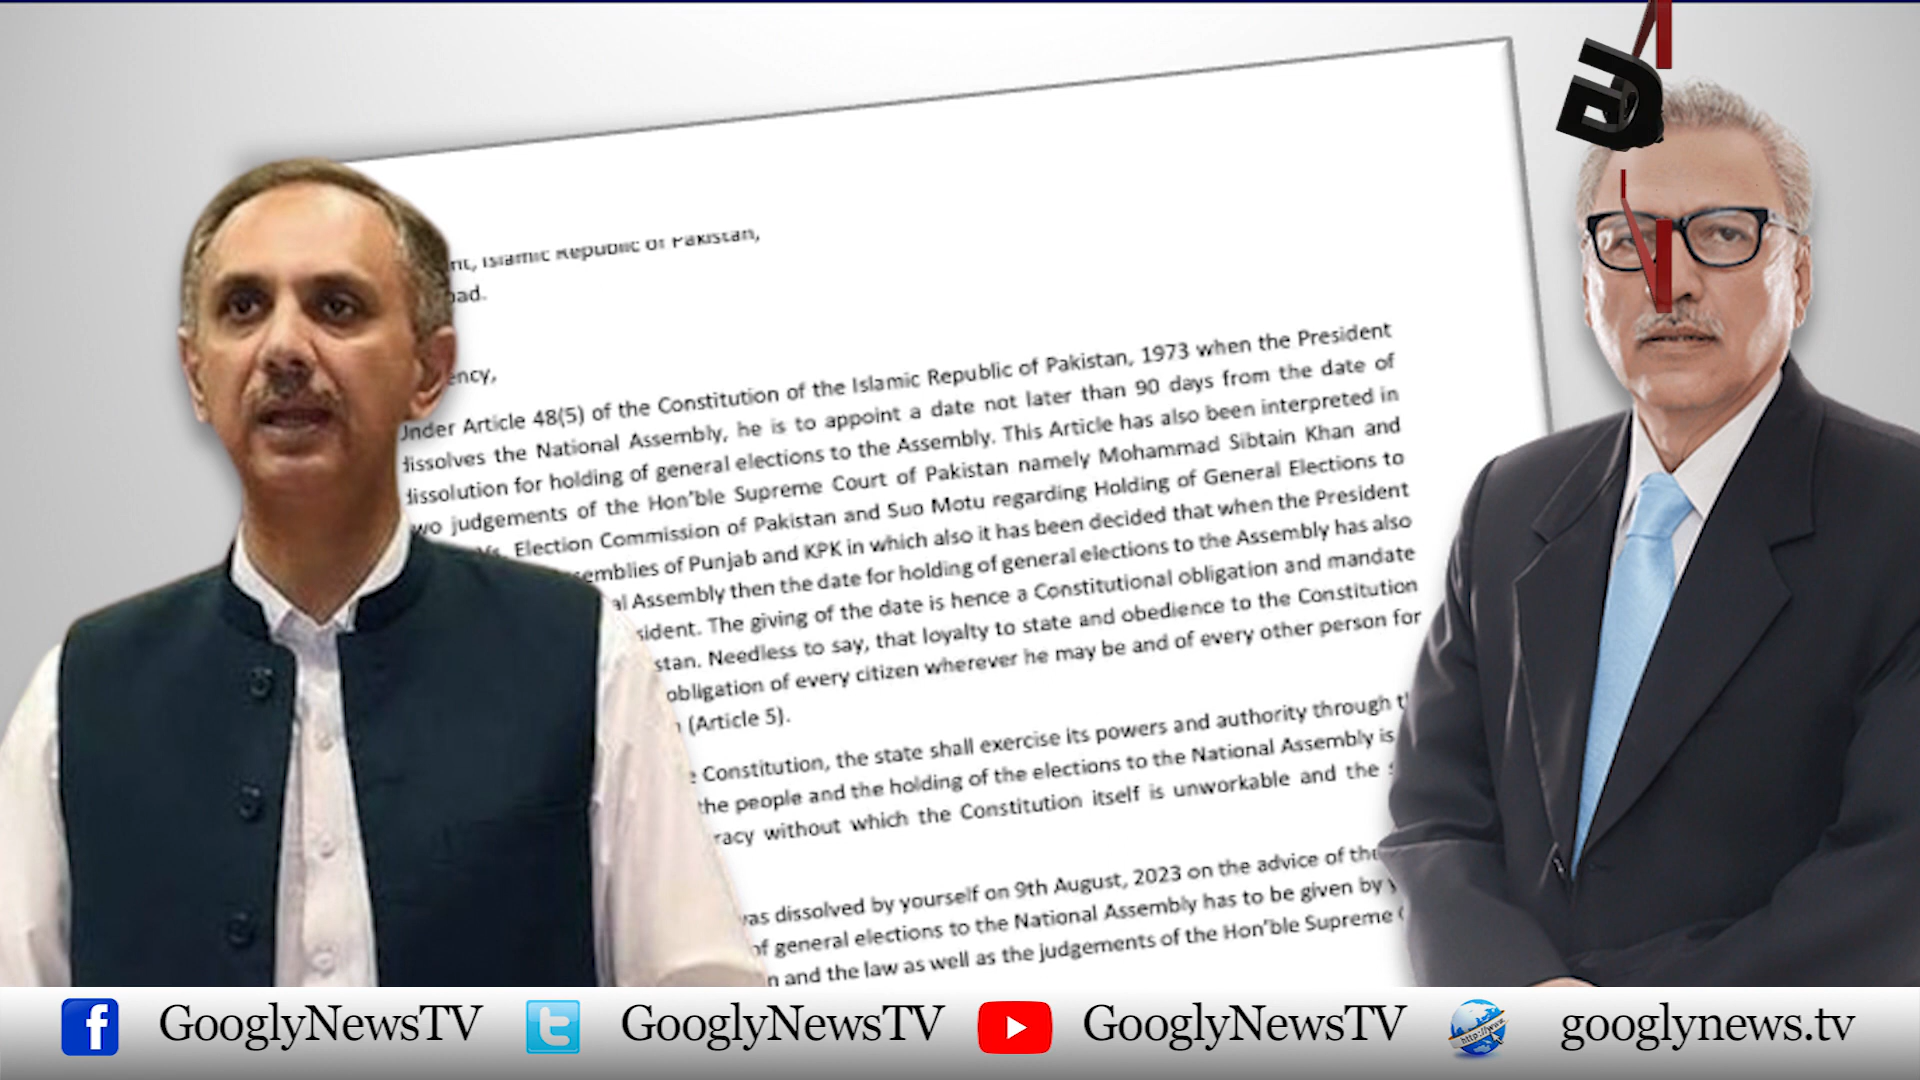 nt, Islamic Republic of Pakistan,
bad.
ency,
Under Article 48(5) of the Constitution of the Islamic Republic of Pakistan, 1973 when the President
dissolves the National Assembly, he is to appoint a date not later than 90 days from the date of
dissolution for holding of general elections to the Assembly. This Article has also been interpreted in
two judgements of the Hon'ble Supreme Court of Pakistan namely Mohammad Sibtain Khan and
Vs. Election Commission of Pakistan and Suo Motu regarding Holding of General Elections to
semblies of Punjab and KPK in which also it has been decided that when the President
al Assembly then the date for holding of general elections to the Assembly has also
sident. The giving of the date is hence a Constitutional obligation and mandate
stan. Needless to say, that loyalty to state and obedience to the Constitution
obligation of every citizen wherever he may be and of every other person for
(Article 5).
Constitution, the state shall exercise its powers and authority through
the people and the holding of the elections to the National Assembly is
racy without which the Constitution itself is unworkable and the
was dissolved by yourself on 9th August, 2023 on the advice of the
of general elections to the National Assembly has to be given by
n and the law as well as the judgements of the Hon'ble Supreme
GooglyNewsTV GooglyNewsTV GooglyNewsTV googlynews.tv